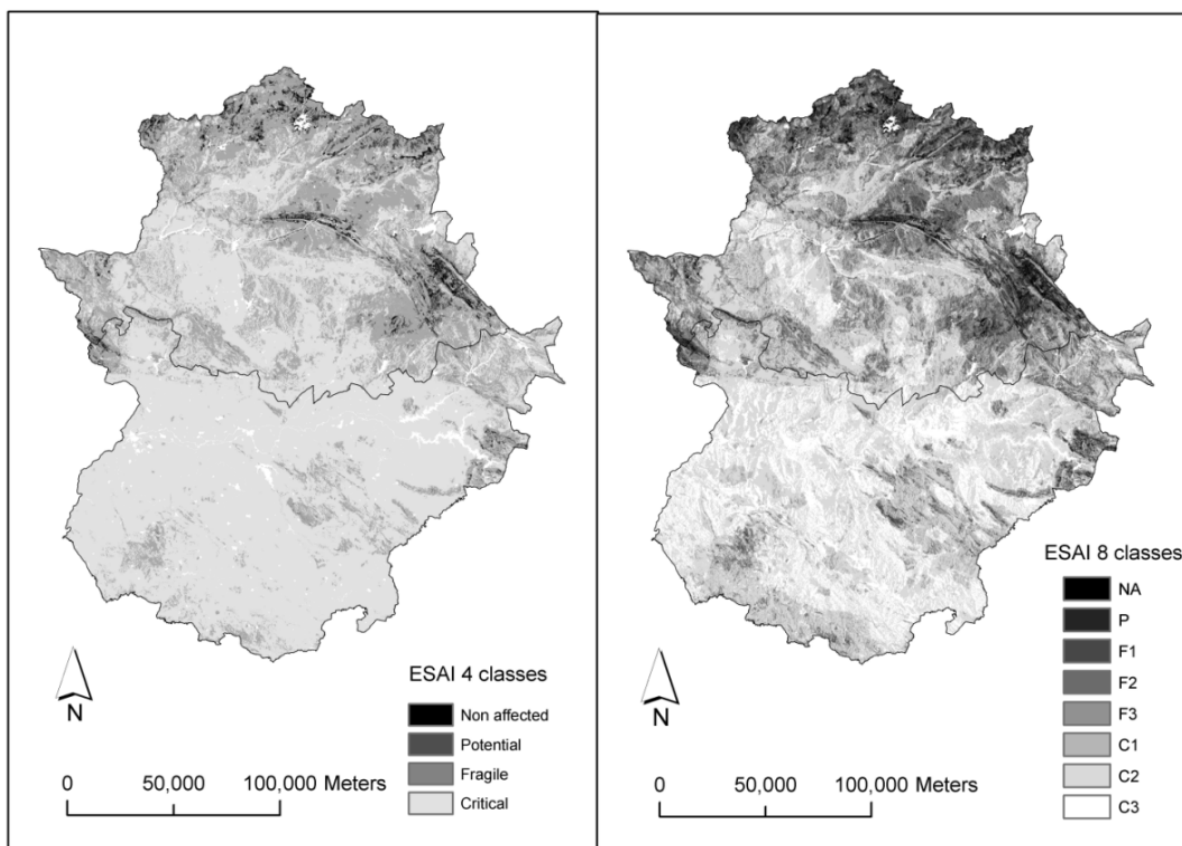 ESAI 4 classes
Non affected
Potential
Fragile
Critical
N
0 50,000 100,000 Meters
ESAI 8 classes
NA
P
F1
F2
F3
C1
C2
C3
N
0 50,000 100,000 Meters